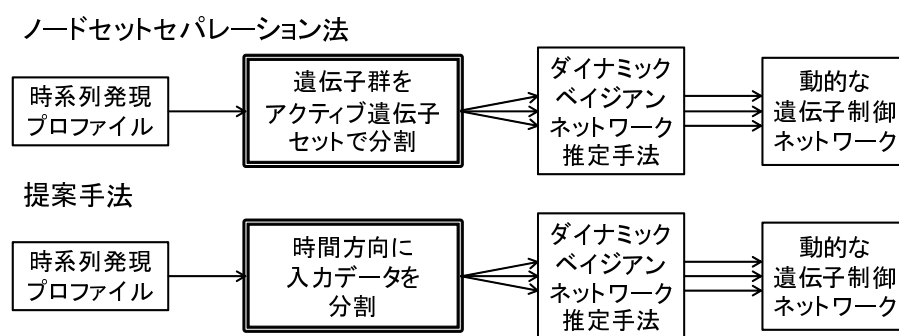 ノードセットセパレーション法
時系列発現
プロファイル
遺伝子群を
アクティブ遺伝子
セットで分割
ダイナミック
ベイジアン
ネットワーク
推定手法
動的な
遺伝子制御
ネットワーク
提案手法
時系列発現
プロファイル
時間方向に
入力データを
分割
ダイナミック
ベイジアン
ネットワーク
推定手法
動的な
遺伝子制御
ネットワーク